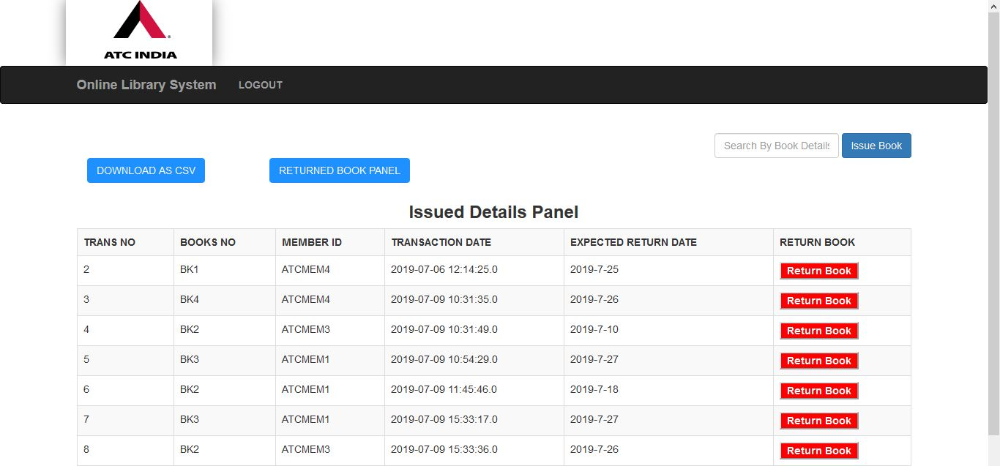 ATC INDIA
Online Library System LOGOUT
Search By Book Details Issue Book
DOWNLOAD AS CSV RETURNED BOOK PANEL
Issued Details Panel
TRANS NO BOOKS NO MEMBER ID TRANSACTION DATE EXPECTED RETURN DATE RETURN BOOK
2 BK1 ATCMEM4 2019-07-06 12:14:25.0 2019-7-25 Return Book
3 BK4 ATCMEM4 2019-07-09 10:31:35.0 2019-7-26 Return Book
4 BK2 ATCMEM3 2019-07-09 10:31:49.0 2019-7-10 Return Book
5 BK3 ATCMEM1 2019-07-09 10:54:29.0 2019-7-27 Return Book
6 BK2 ATCMEM1 2019-07-09 11:45:46.0 2019-7-18 Return Book
7 BK3 ATCMEM1 2019-07-09 15:33:17.0 2019-7-27 Return Book
8 BK2 ATCMEM3 2019-07-09 15:33:36.0 2019-7-26 Return Book